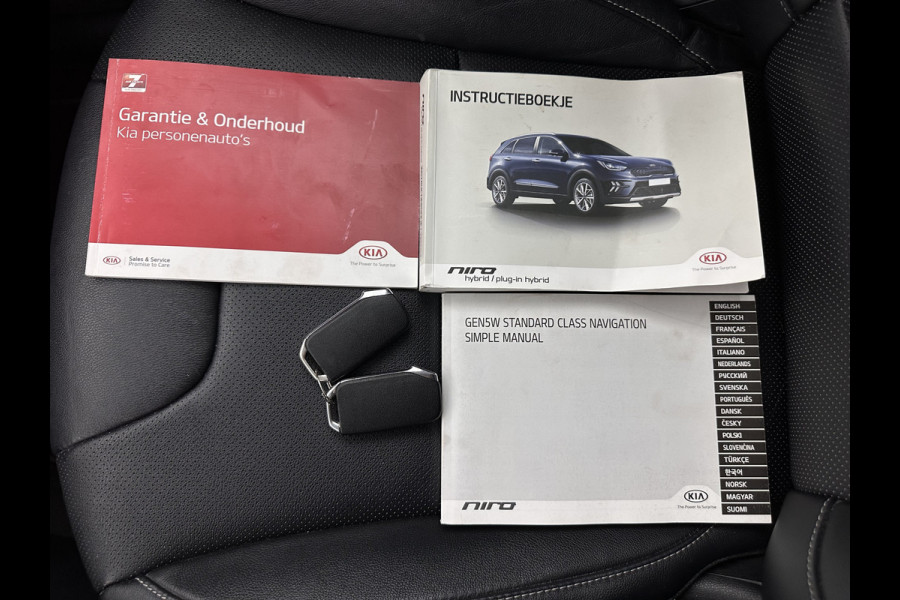 7
Garantie & Onderhoud
Kia personenauto's
KIA
Sales & Service
Promise to Care
KIA
The Power to Surprise
INSTRUCTIEBOEKJE
niro
hybrid / plug-in hybrid
KIA
The Power to Surprise
GEN5W STANDARD CLASS NAVIGATION
SIMPLE MANUAL
niro
KIA
The Power to Surprise
ENGLISH
DEUTSCH
FRANÇAIS
ESPAÑOL
ITALIANO
NEDERLANDS
РУССКИЙ
SVENSKA
PORTUGUÊS
DANSK
ČESKY
POLSKI
SLOVENČINA
TÜRKÇE
한국어
NORSK
MAGYAR
SUOMI